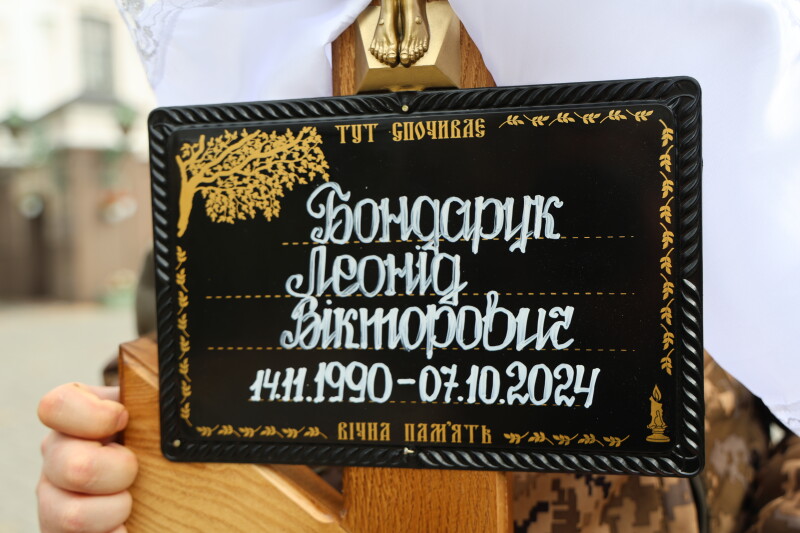 ТУТ СПОЧИВАЄ
Бондарук
Леонід
Вікторович
14.11.1990 – 07.10.2024
ВІЧНА ПАМ'ЯТЬ